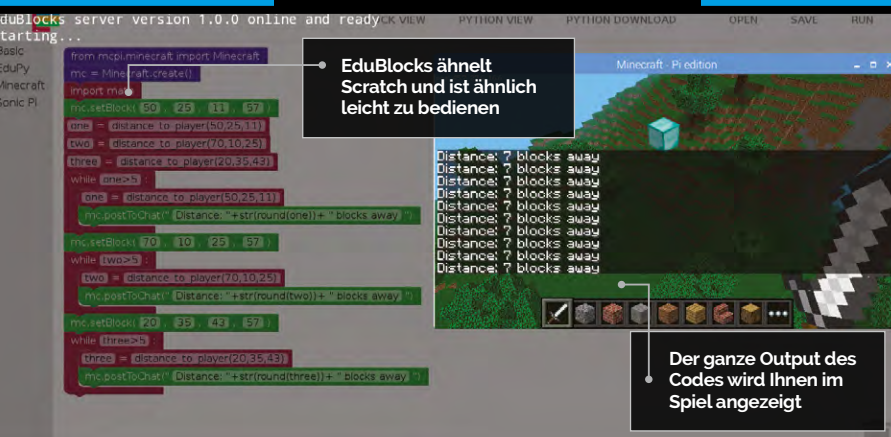 duBlocks server version 1.0.0 online and ready
tarting...
CK VIEW
PYTHON VIEW
PYTHON DOWNLOAD
OPEN
SAVE
RUN
Basic
EduPy
Minecraft
Sonic Pi
from mcpi.minecraft import Minecraft
mc = Minecraft.create()
import mat
mc.setBlock( 50 , 25 , 11 , 57 )
one = distance to player(50,25,11)
two = distance to player(70,10,25)
three = distance to player(20,35,43)
while one>5 :
one = distance to player(50,25,11)
mc.postToChat(" Distance: "+str(round(one))+ " blocks away ")
mc.setBlock( 70 , 10 , 25 , 57 )
while two>5 :
two = distance to player(70,10,25)
mc.postToChat(" Distance: "+str(round(two))+ " blocks away ")
mc.setBlock( 20 , 35 , 43 , 57 )
while three>5 :
three = distance to player(20,35,43)
mc.postToChat(" Distance: "+str(round(three))+ " blocks away ")
EduBlocks ähnelt
Scratch und ist ähnlich
leicht zu bedienen
Minecraft - Pi edition
Distance: 7 blocks away
Distance: 7 blocks away
Distance: 7 blocks away
Distance: 7 blocks away
Distance: 7 blocks away
Distance: 7 blocks away
Distance: 7 blocks away
Distance: 7 blocks away
Distance: 7 blocks away
Distance: 7 blocks away
Der ganze Output des
Codes wird Ihnen im
Spiel angezeigt